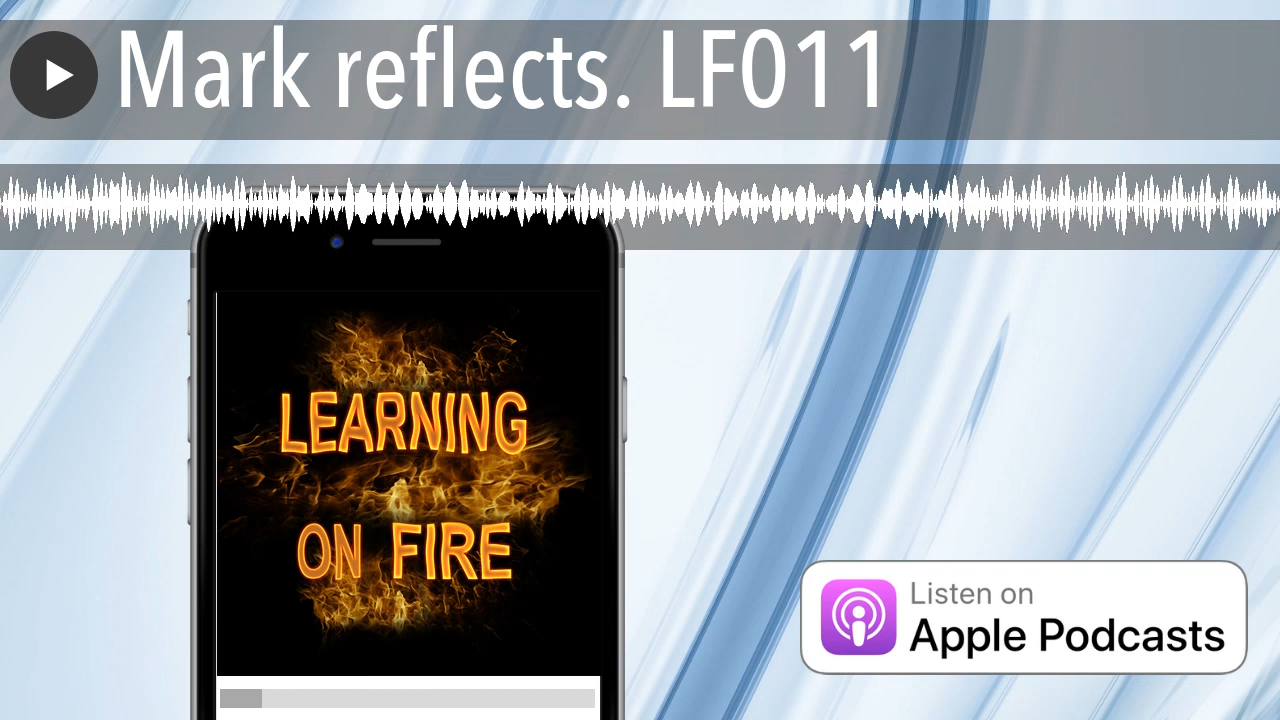 Mark reflects. LF011
LEARNING
ON FIRE
Listen on
Apple Podcasts